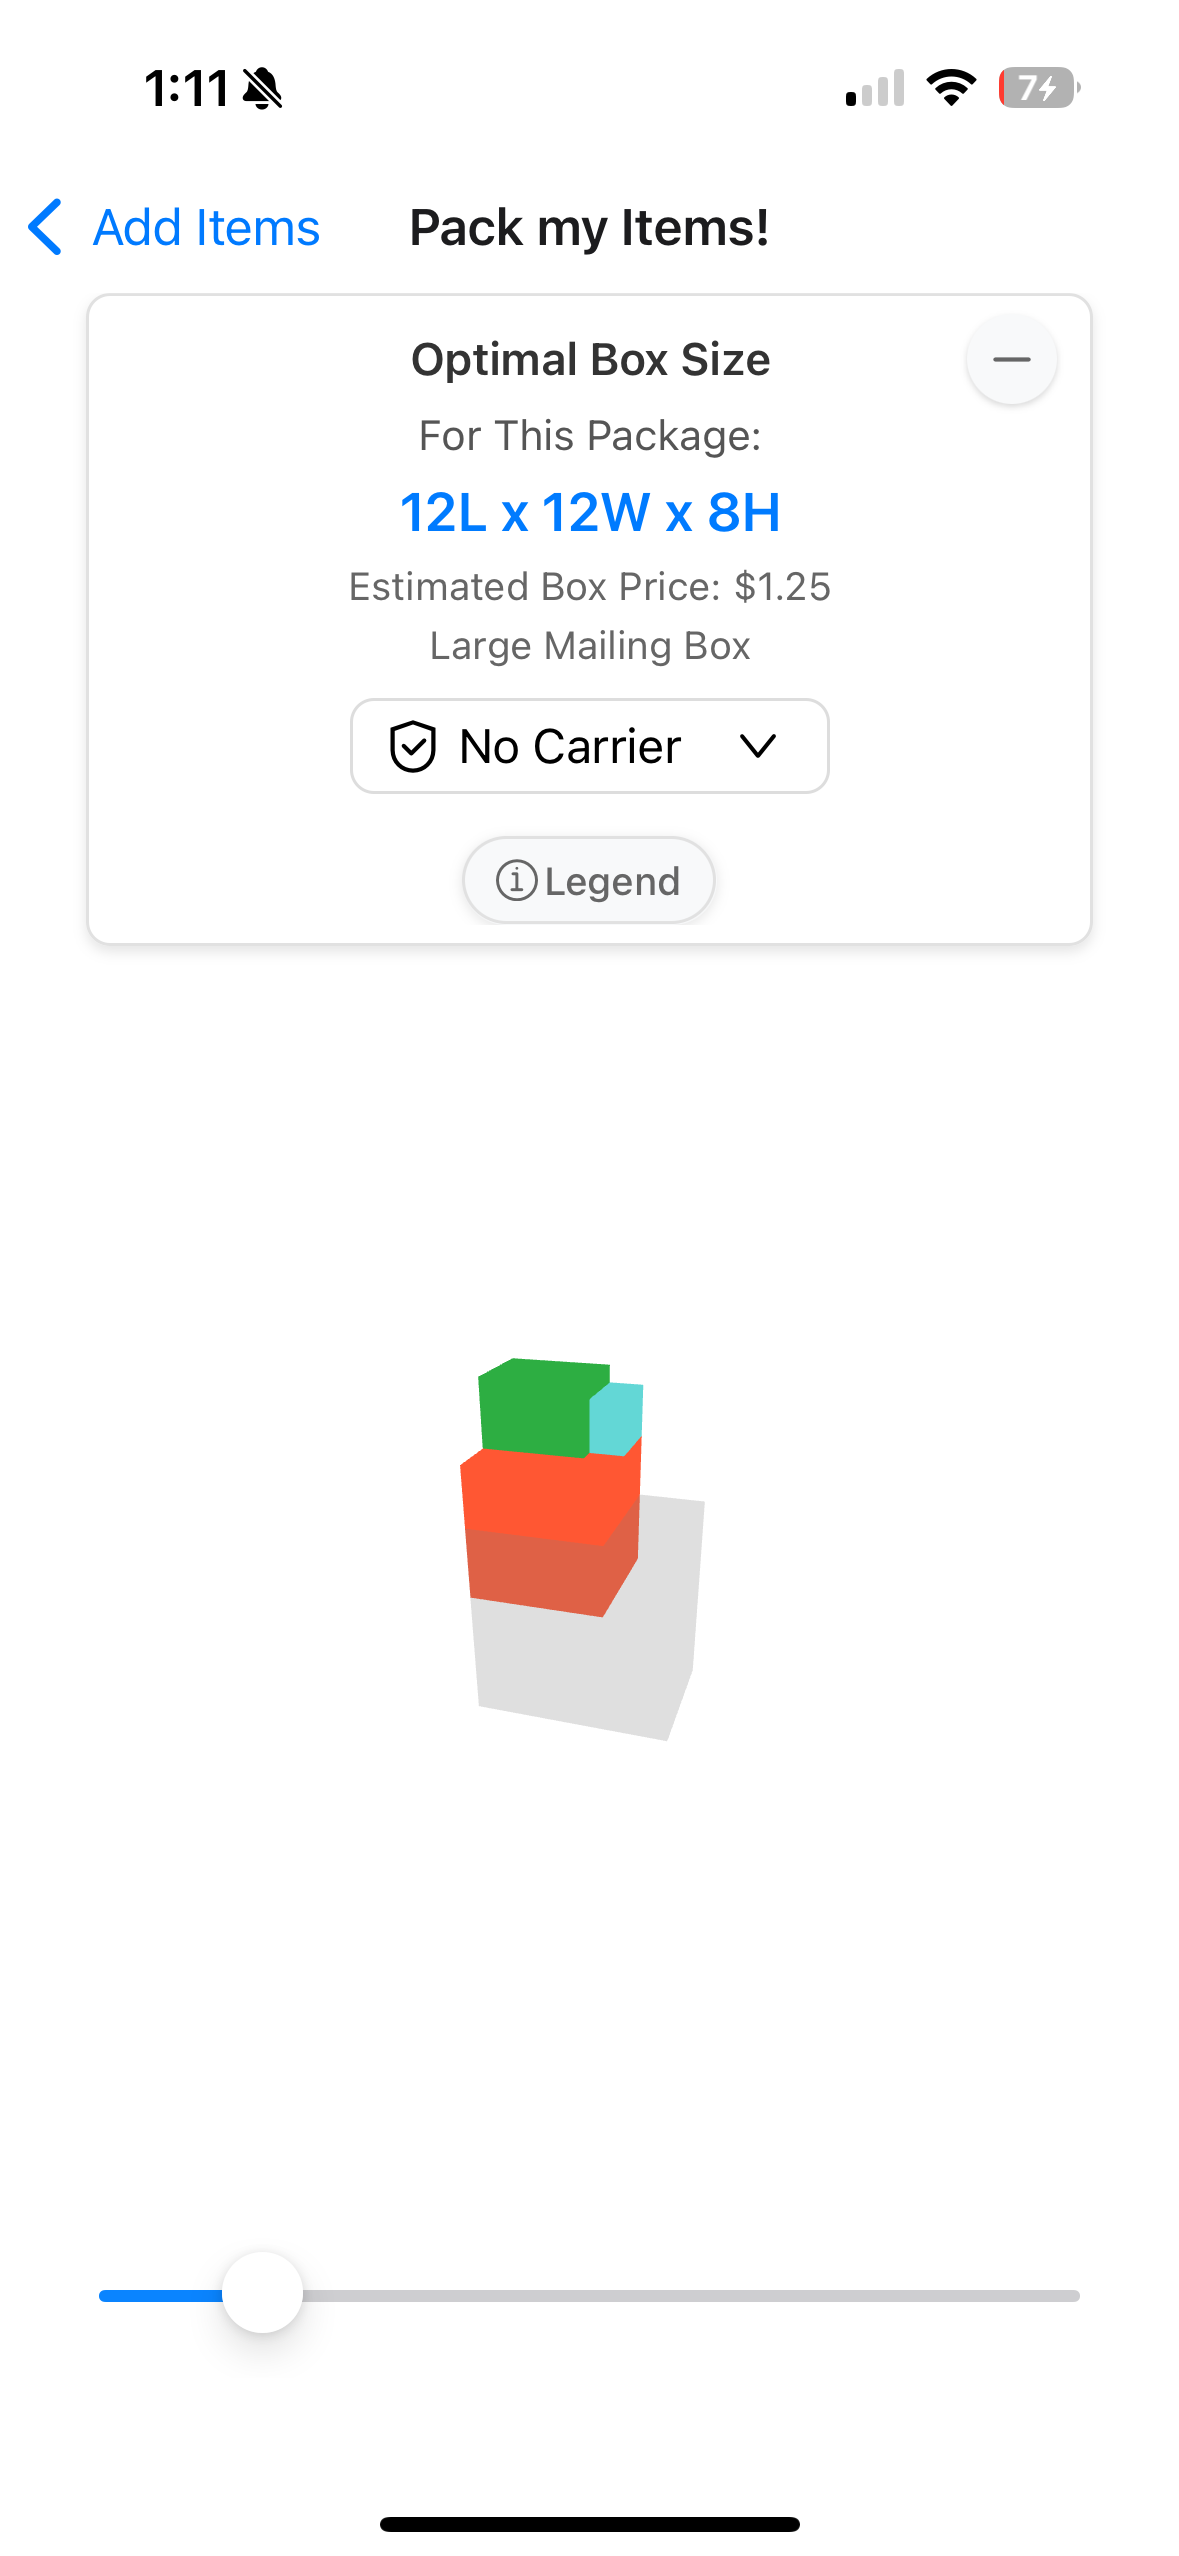 1:11
7
Add Items
Pack my Items!
Optimal Box Size
For This Package:
12L x 12W x 8H
Estimated Box Price: $1.25
Large Mailing Box
No Carrier
Legend